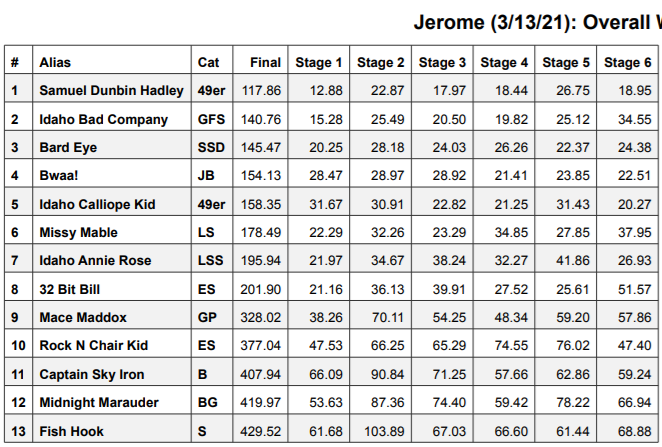 Jerome (3/13/21): Overall
# Alias Cat Final Stage 1 Stage 2 Stage 3 Stage 4 Stage 5 Stage 6
1 Samuel Dunbin Hadley 49er 117.86 12.88 22.87 17.97 18.44 26.75 18.95
2 Idaho Bad Company GFS 140.76 15.28 25.49 20.50 19.82 25.12 34.55
3 Bard Eye SSD 145.47 20.25 28.18 24.03 26.26 22.37 24.38
4 Bwaa! JB 154.13 28.47 28.97 28.92 21.41 23.85 22.51
5 Idaho Calliope Kid 49er 158.35 31.67 30.91 22.82 21.25 31.43 20.27
6 Missy Mable LS 178.49 22.29 32.26 23.29 34.85 27.85 37.95
7 Idaho Annie Rose LSS 195.94 21.97 34.67 38.24 32.27 41.86 26.93
8 32 Bit Bill ES 201.90 21.16 36.13 39.91 27.52 25.61 51.57
9 Mace Maddox GP 328.02 38.26 70.11 54.25 48.34 59.20 57.86
10 Rock N Chair Kid ES 377.04 47.53 66.25 65.29 74.55 76.02 47.40
11 Captain Sky Iron B 407.94 66.09 90.84 71.25 57.66 62.86 59.24
12 Midnight Marauder BG 419.97 53.63 87.36 74.40 59.42 78.22 66.94
13 Fish Hook S 429.52 61.68 103.89 67.03 66.60 61.44 68.88